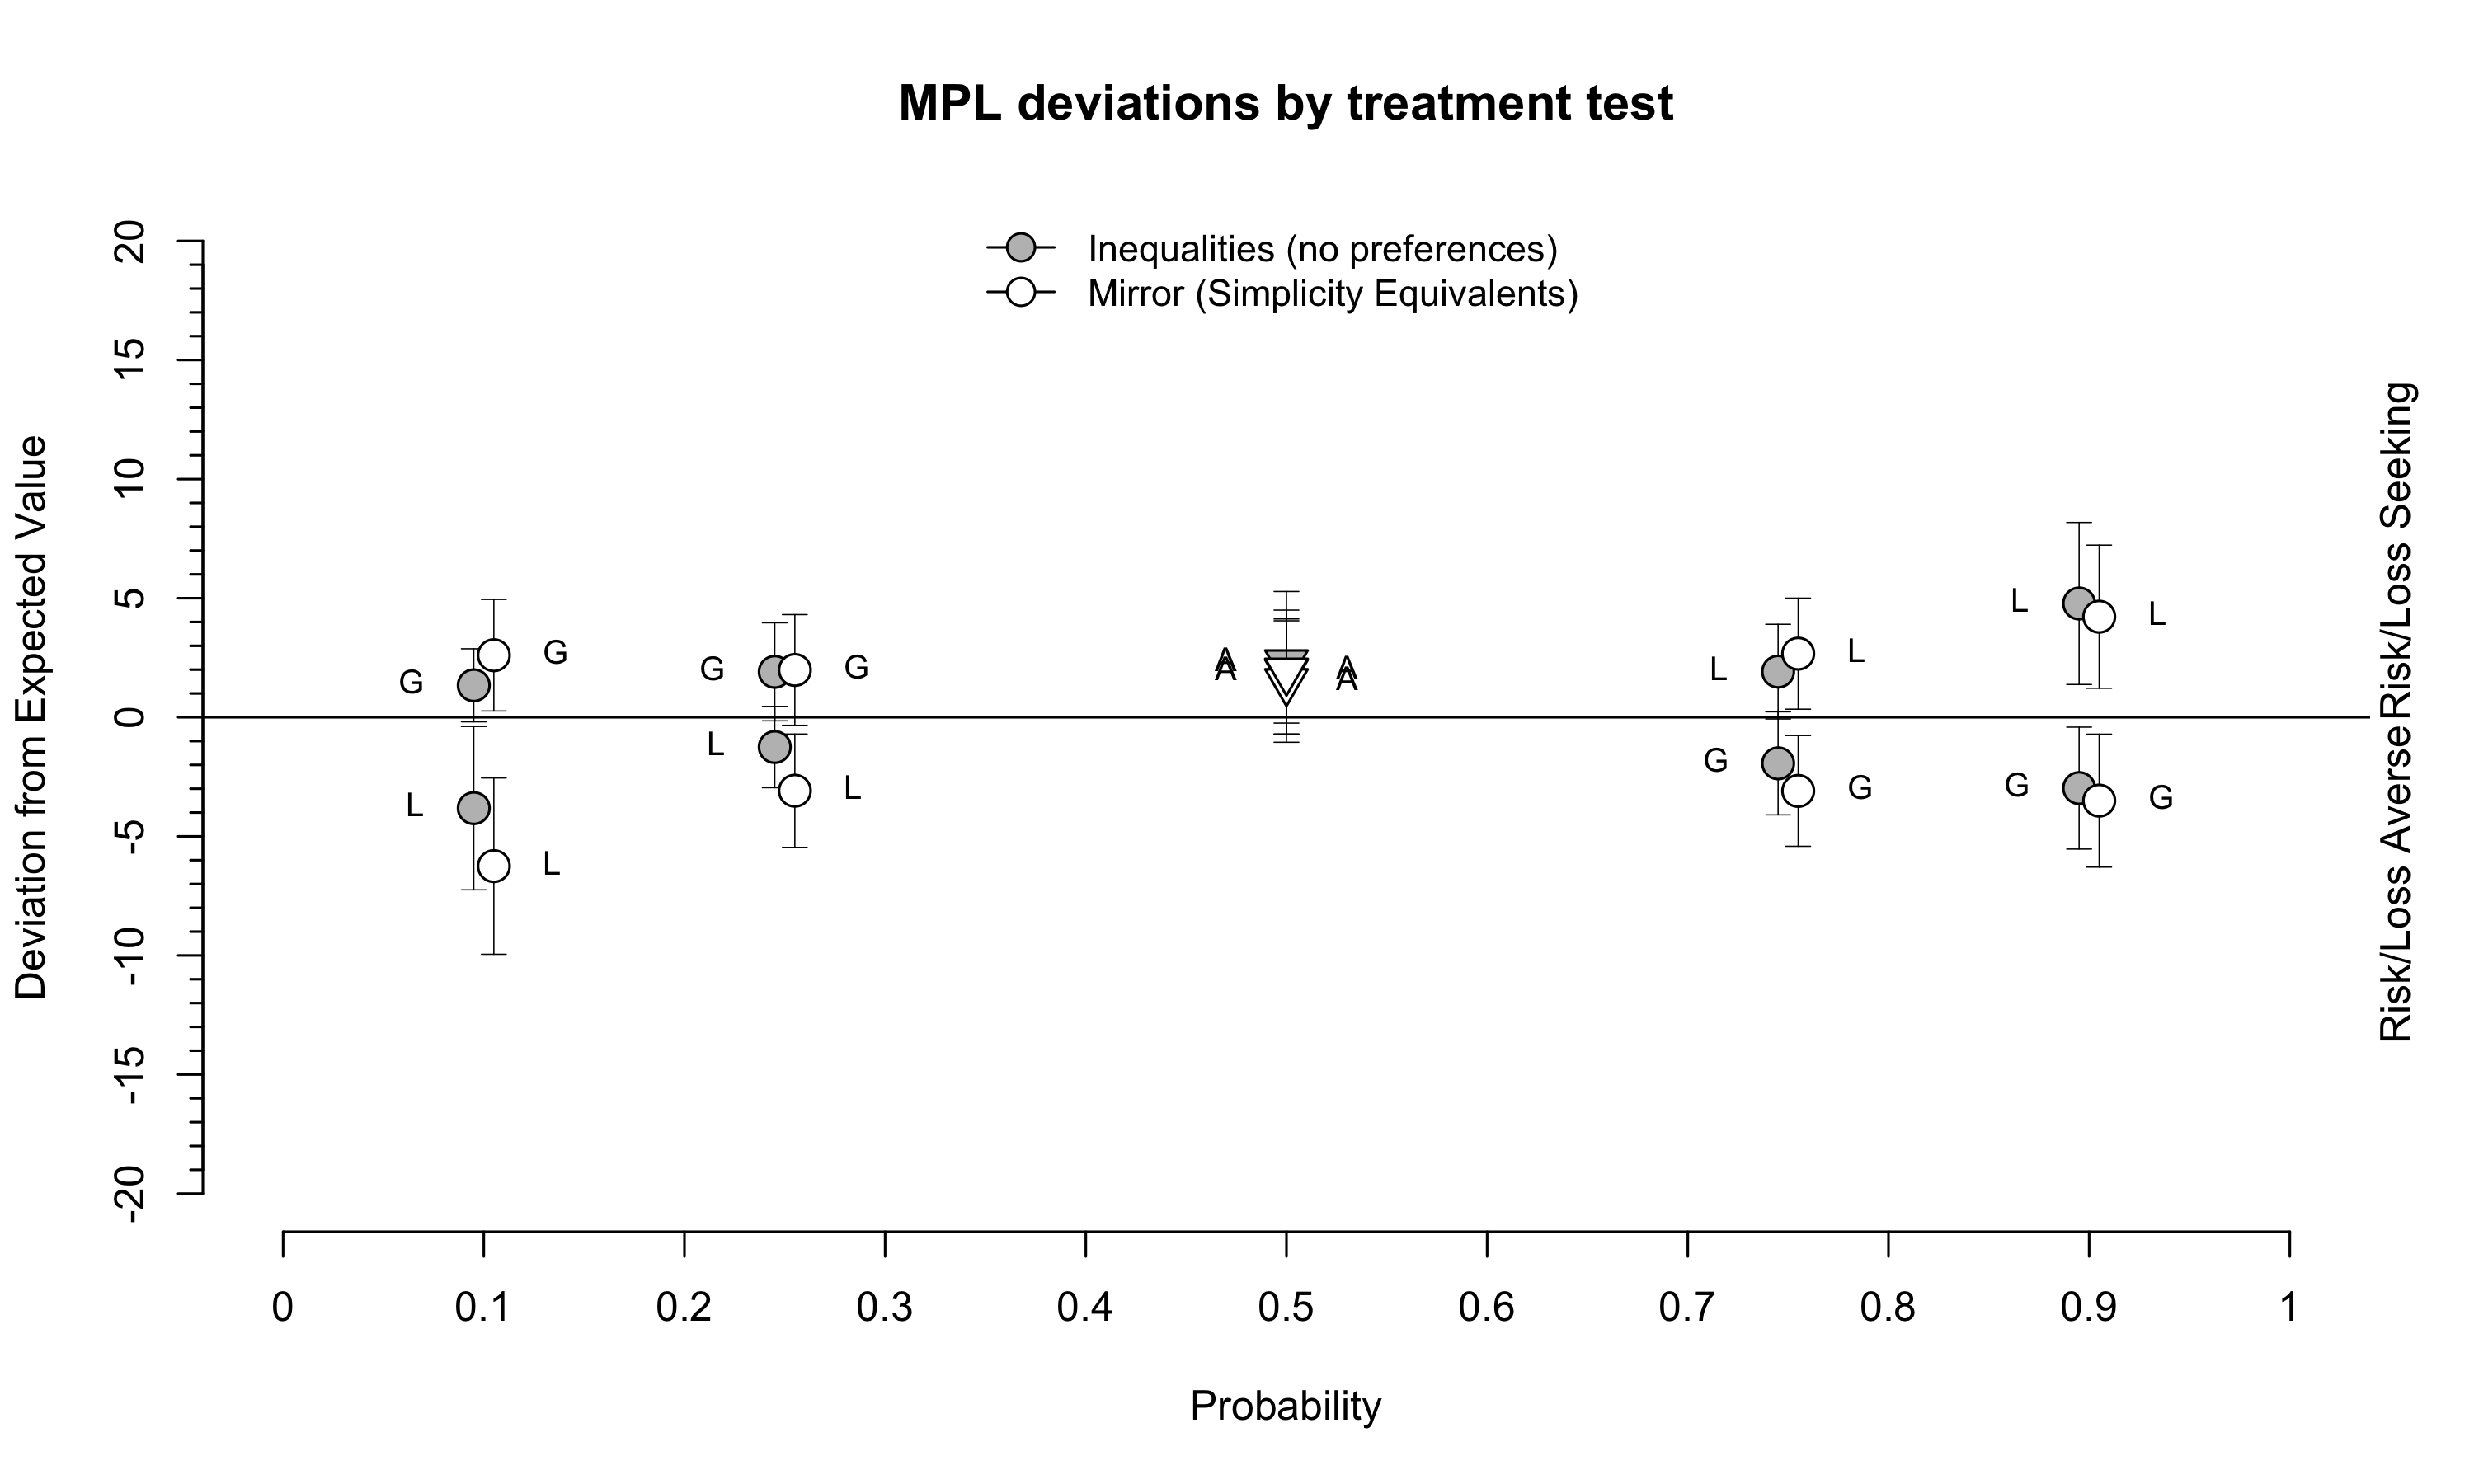 MPL deviations by treatment test
Inequalities (no preferences)
Mirror (Simplicity Equivalents)
Deviation from Expected Value
20
15
10
5
0
-5
-10
-15
-20
Risk/Loss Seeking
Risk/Loss Averse
G
G
L
L
G
G
L
L
A
A
A
A
L
L
G
G
L
L
G
G
0
0.1
0.2
0.3
0.4
0.5
0.6
0.7
0.8
0.9
1
Probability